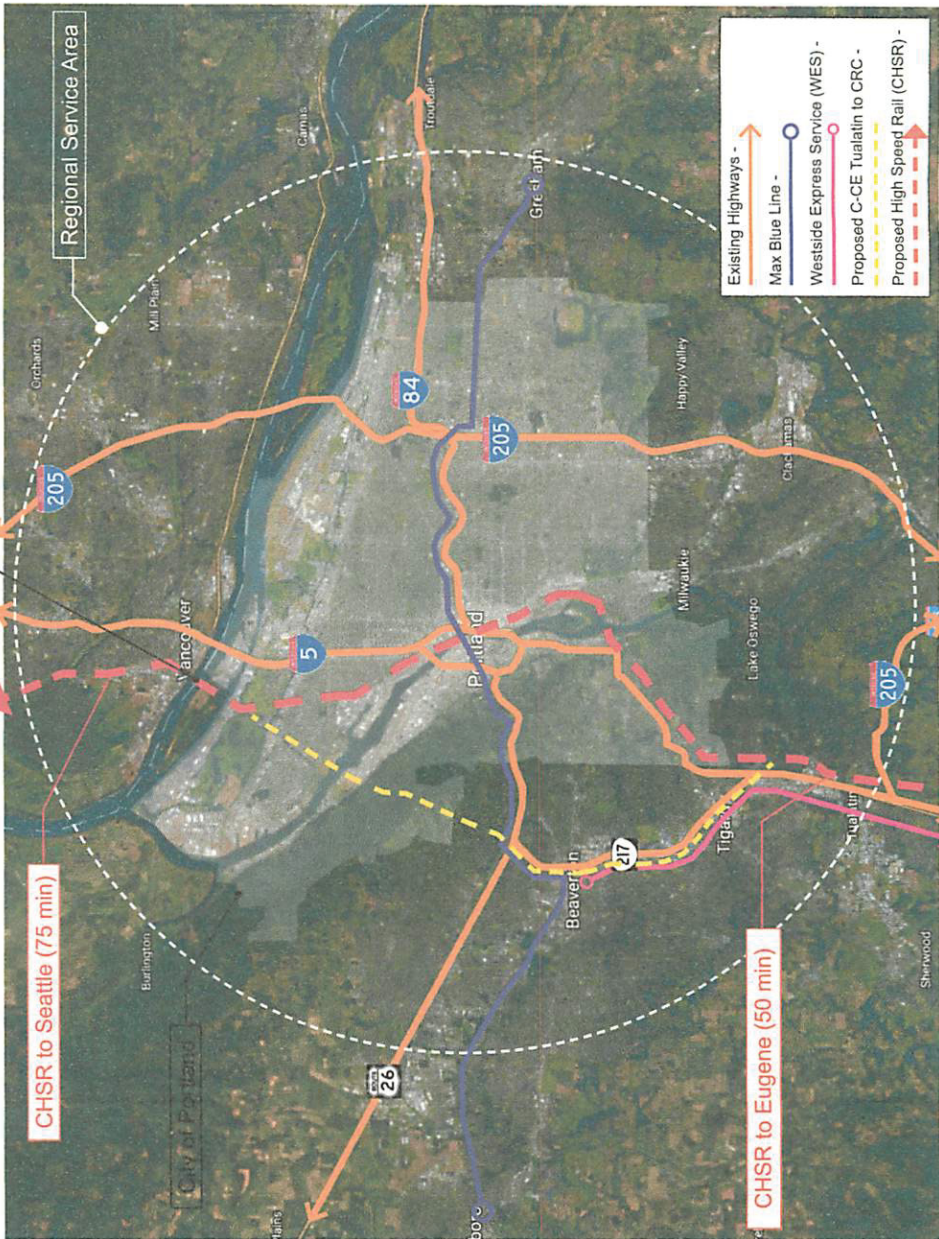 CHSR to Seattle (75 min)
Regional Service Area
Orchards
205
Burlington
Vancouver
Mill Plain
City of Portland
Camas
5
26
84
Troutdale
Portland
205
Gresham
Beaverton
217
Happy Valley
Milwaukie
Tigard
Lake Oswego
Clackamas
CHSR to Eugene (50 min)
Tualatin
205
Sherwood
Existing Highways -
Max Blue Line -
Westside Express Service (WES) -
Proposed C-CE Tualatin to CRC -
Proposed High Speed Rail (CHSR) -